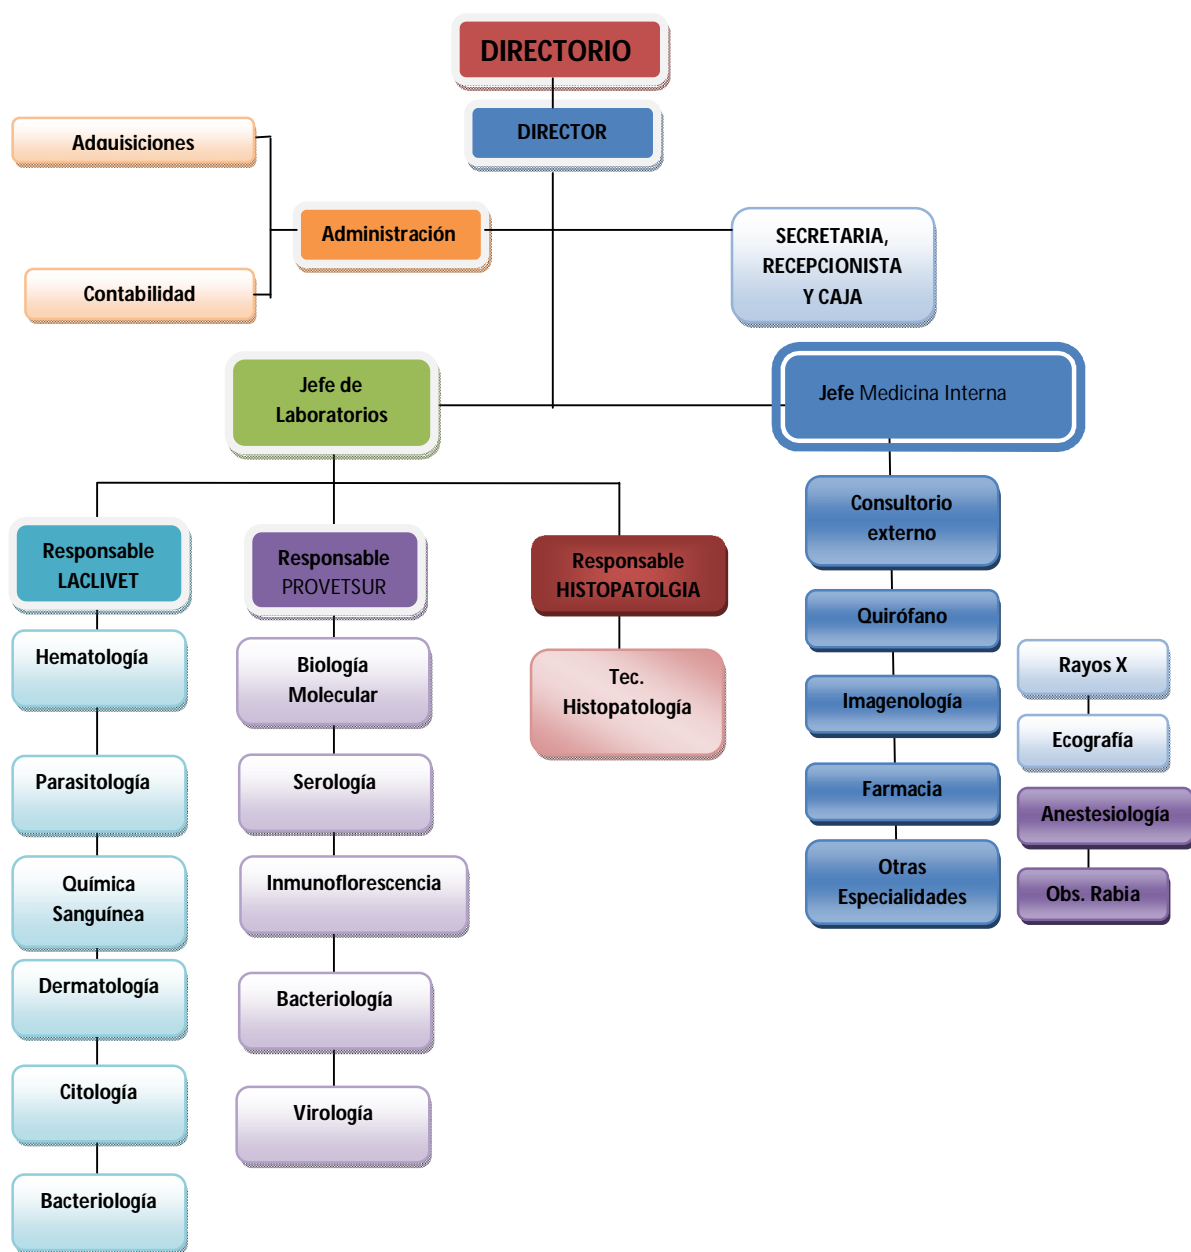 DIRECTORIO
DIRECTOR
Adquisiciones
Administración
SECRETARIA,
RECEPCIONISTA
Y CAJA
Contabilidad
Jefe de
Laboratorios
Jefe Medicina Interna
Responsable
LACLIVET
Responsable
PROVETSUR
Responsable
HISTOPATOLGIA
Consultorio
externo
Hematología
Biología
Molecular
Tec.
Histopatología
Quirófano
Imagenología
Rayos X
Ecografía
Parasitología
Serología
Farmacia
Anestesiología
Química
Sanguínea
Inmunoflorescencia
Otras
Especialidades
Obs. Rabia
Dermatología
Bacteriología
Citología
Virología
Bacteriología